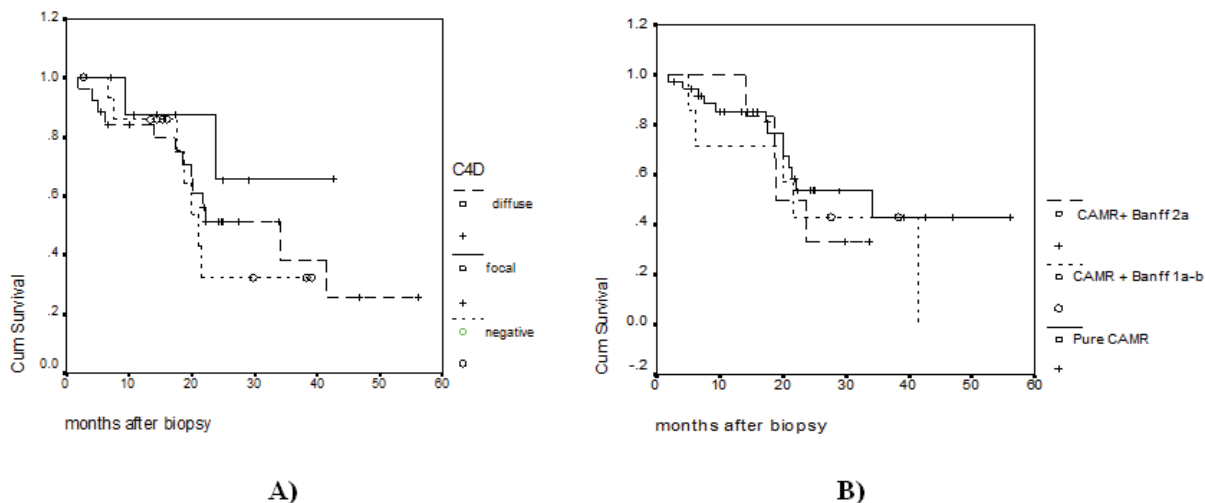 1.2
1.0
.8
.6
.4
.2
0.0
0
10
20
30
40
50
60
Cum Survival
months after biopsy
C4D
diffuse
focal
negative
A)
1.2
1.0
.8
.6
.4
.2
0.0
-.2
0
10
20
30
40
50
60
Cum Survival
months after biopsy
CAMR+ Banff 2a
CAMR + Banff 1a-b
Pure CAMR
B)